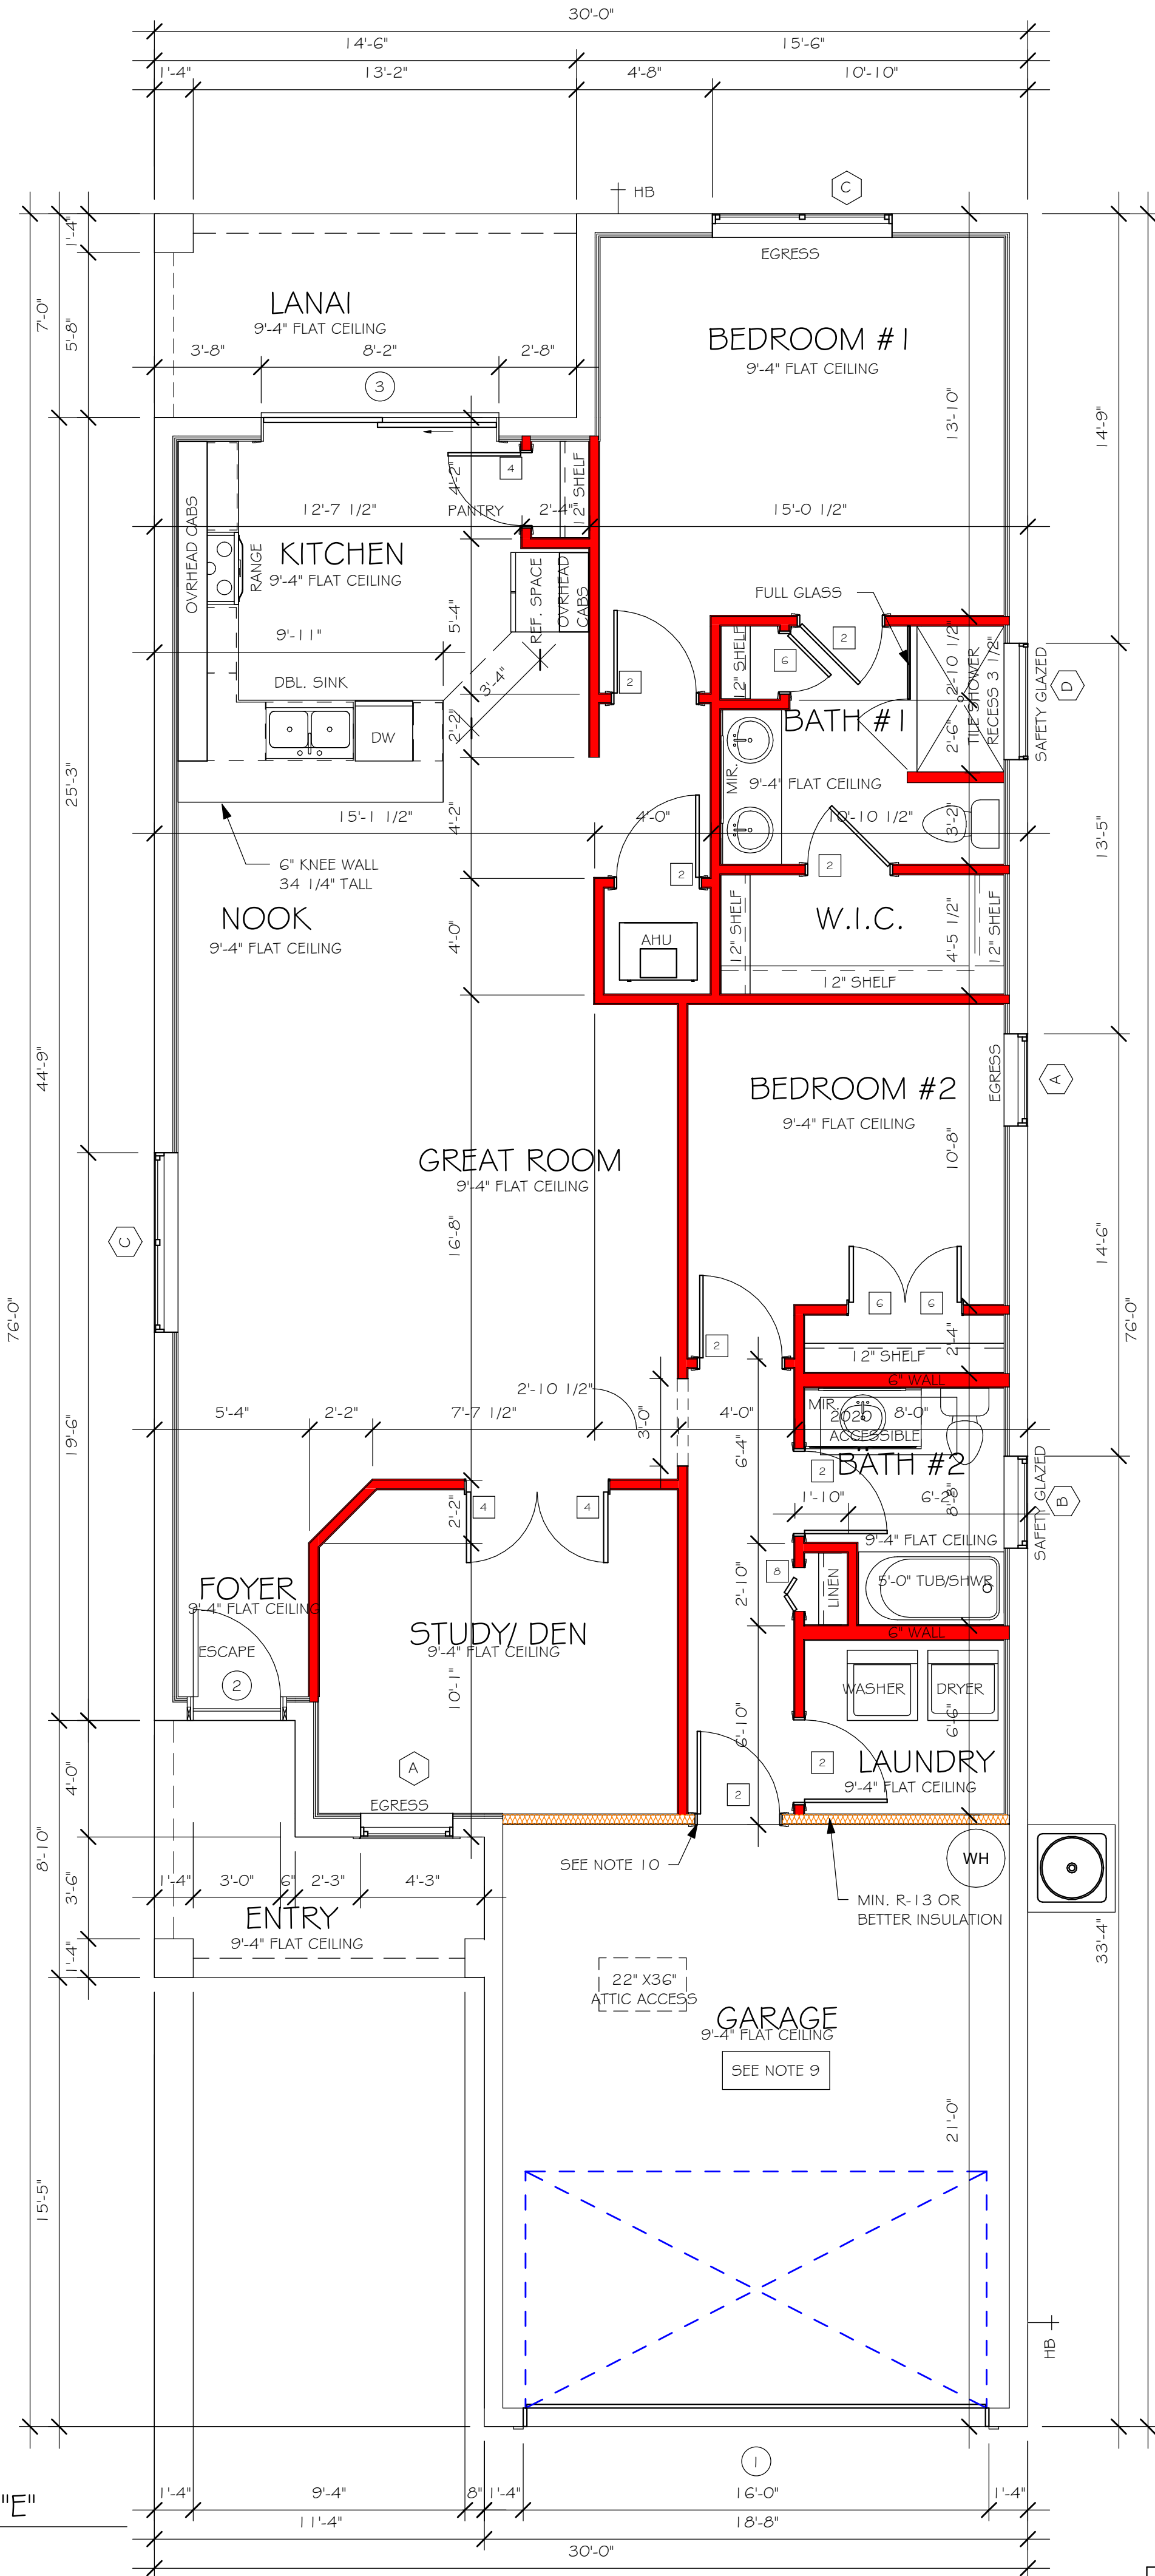 30'-0"
14'-6"
15'-6"
1'-4"
13'-2"
4'-8"
10'-10"
HB
C
1'-4"
7'-0"
5'-8"
EGRESS
LANAI
9'-4" FLAT CEILING
BEDROOM #1
9'-4" FLAT CEILING
3'-8"
8'-2"
2'-8"
3
13'-10"
14'-9"
4
4'-2"
12" SHELF
OVRHEAD CABS
12'-7 1/2"
PANTRY
2'-4"
15'-0 1/2"
KITCHEN
9'-4" FLAT CEILING
RANGE
REF. SPACE
OVRHEAD
CABS
FULL GLASS
5'-4"
9'-11"
2
12" SHELF
6
2'-10 1/2"
DBL. SINK
3'-4"
2
TILE SHOWER
RECESS 3 1/2"
SAFETY GLAZED
D
BATH #1
2'-2"
DW
2'-6"
MIR.
9'-4" FLAT CEILING
25'-3"
15'-1 1/2"
4'-2"
4'-0"
10'-10 1/2"
3'-2"
13'-5"
6" KNEE WALL
34 1/4" TALL
2
2
NOOK
9'-4" FLAT CEILING
4'-0"
AHU
12" SHELF
W.I.C.
4'-5 1/2"
12" SHELF
12" SHELF
44'-9"
BEDROOM #2
9'-4" FLAT CEILING
EGRESS
A
10'-8"
GREAT ROOM
9'-4" FLAT CEILING
C
16'-8"
14'-6"
76'-0"
76'-0"
6
6
2
2'-4"
12" SHELF
6" WALL
2'-10 1/2"
5'-4"
2'-2"
7'-7 1/2"
3'-0"
4'-0"
MIR.
2020
8'-0"
ACCESSIBLE
19'-6"
6'-4"
BATH #2
2
4
4
2'-2"
1'-10"
6'-2"
8'-8"
SAFETY GLAZED
B
9'-4" FLAT CEILING
FOYER
9'-4" FLAT CEILING
2'-10"
8
LINEN
5'-0" TUB/SHWR
STUDY/ DEN
9'-4" FLAT CEILING
6" WALL
ESCAPE
2
10'-1"
WASHER
DRYER
6'-10"
6'-6"
4'-0"
A
2
LAUNDRY
9'-4" FLAT CEILING
EGRESS
2
8'-10"
SEE NOTE 10
WH
3'-6"
1'-4"
3'-0"
6"
2'-3"
4'-3"
MIN. R-13 OR
BETTER INSULATION
ENTRY
9'-4" FLAT CEILING
1'-4"
33'-4"
22" X36"
ATTIC ACCESS
GARAGE
9'-4" FLAT CEILING
SEE NOTE 9
21'-0"
15'-5"
HB
1
"E"
1'-4"
9'-4"
8"
1'-4"
16'-0"
1'-4"
11'-4"
18'-8"
30'-0"